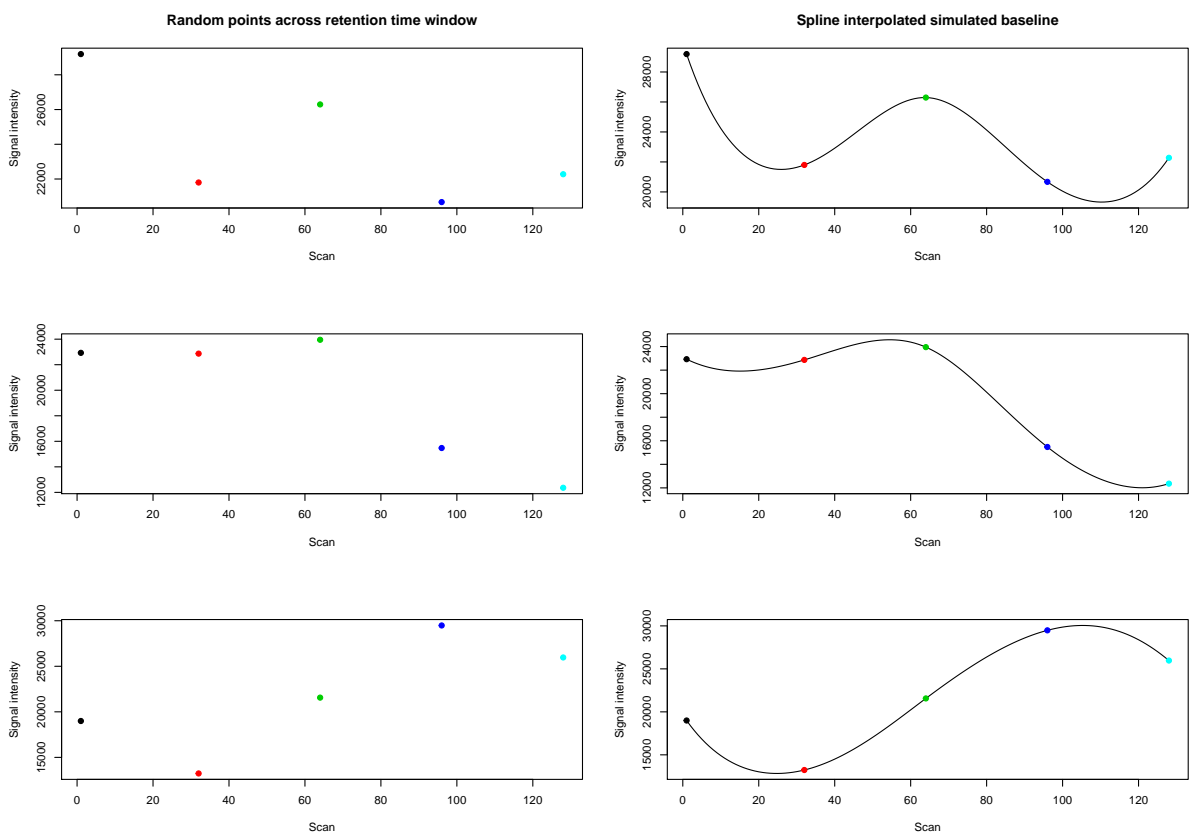 Random points across retention time window
Signal intensity
22000
26000
0 20 40 60 80 100 120
Scan
Spline interpolated simulated baseline
Signal intensity
20000
24000
28000
0 20 40 60 80 100 120
Scan
Signal intensity
12000
16000
20000
24000
0 20 40 60 80 100 120
Scan
Signal intensity
12000
16000
20000
24000
0 20 40 60 80 100 120
Scan
Signal intensity
15000
20000
25000
30000
0 20 40 60 80 100 120
Scan
Signal intensity
15000
20000
25000
30000
0 20 40 60 80 100 120
Scan